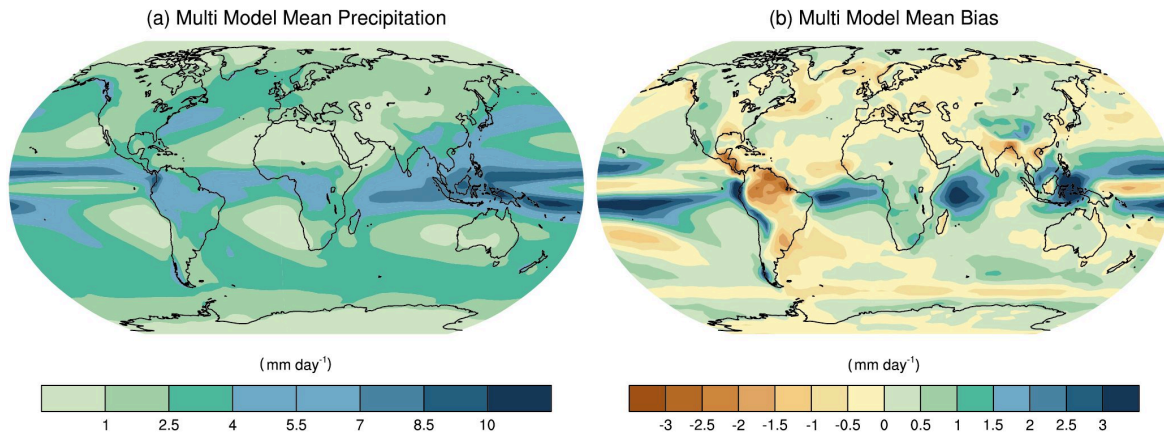 (a) Multi Model Mean Precipitation
(b) Multi Model Mean Bias
(mm day⁻¹)
1 2.5 4 5.5 7 8.5 10
(mm day⁻¹)
-3 -2.5 -2 -1.5 -1 -0.5 0 0.5 1 1.5 2 2.5 3